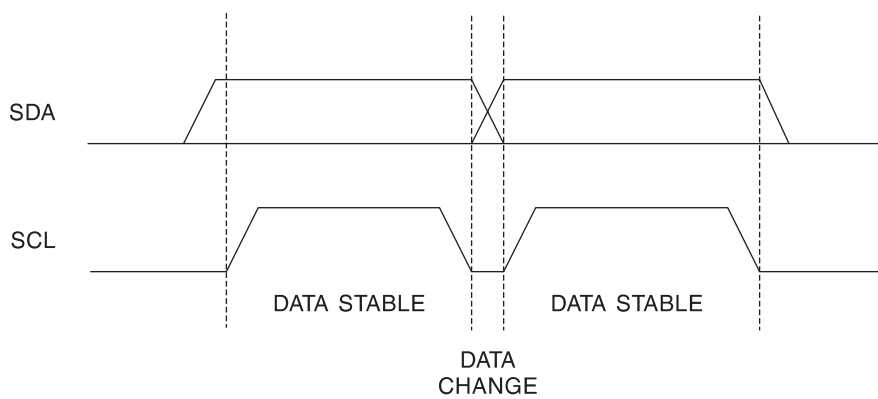 SDA
SCL
DATA STABLE
DATA STABLE
DATA
CHANGE